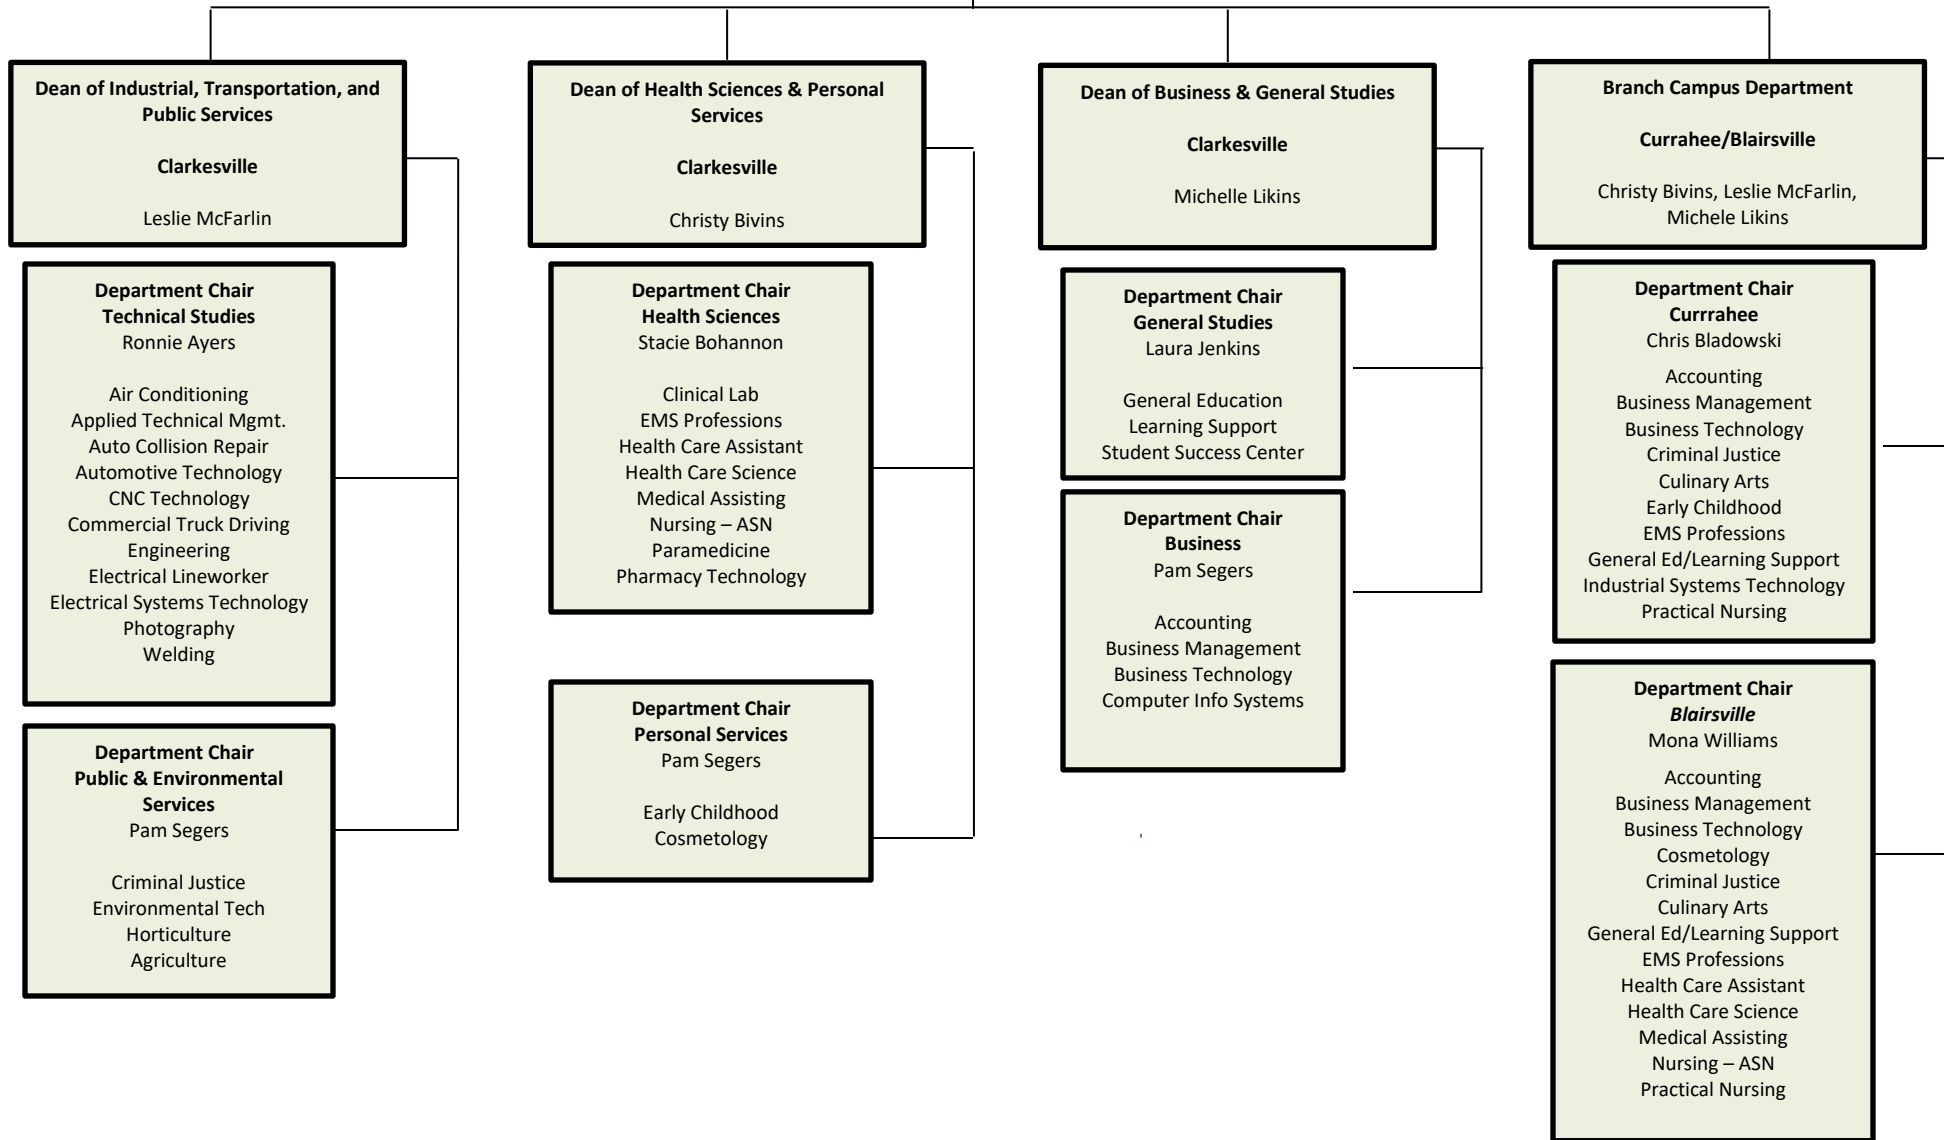 Dean of Industrial, Transportation, and
Public Services
Clarkesville
Leslie McFarlin
Department Chair
Technical Studies
Ronnie Ayers
Air Conditioning
Applied Technical Mgmt.
Auto Collision Repair
Automotive Technology
CNC Technology
Commercial Truck Driving
Engineering
Electrical Lineworker
Electrical Systems Technology
Photography
Welding
Department Chair
Public & Environmental
Services
Pam Segers
Criminal Justice
Environmental Tech
Horticulture
Agriculture
Dean of Health Sciences & Personal
Services
Clarkesville
Christy Bivins
Department Chair
Health Sciences
Stacie Bohannon
Clinical Lab
EMS Professions
Health Care Assistant
Health Care Science
Medical Assisting
Nursing – ASN
Paramedicine
Pharmacy Technology
Department Chair
Personal Services
Pam Segers
Early Childhood
Cosmetology
Dean of Business & General Studies
Clarkesville
Michelle Likins
Department Chair
General Studies
Laura Jenkins
General Education
Learning Support
Student Success Center
Department Chair
Business
Pam Segers
Accounting
Business Management
Business Technology
Computer Info Systems
Branch Campus Department
Currahee/Blairsville
Christy Bivins, Leslie McFarlin,
Michele Likins
Department Chair
Currrahee
Chris Bladowski
Accounting
Business Management
Business Technology
Criminal Justice
Culinary Arts
Early Childhood
EMS Professions
General Ed/Learning Support
Industrial Systems Technology
Practical Nursing
Department Chair
Blairsville
Mona Williams
Accounting
Business Management
Business Technology
Cosmetology
Criminal Justice
Culinary Arts
General Ed/Learning Support
EMS Professions
Health Care Assistant
Health Care Science
Medical Assisting
Nursing – ASN
Practical Nursing